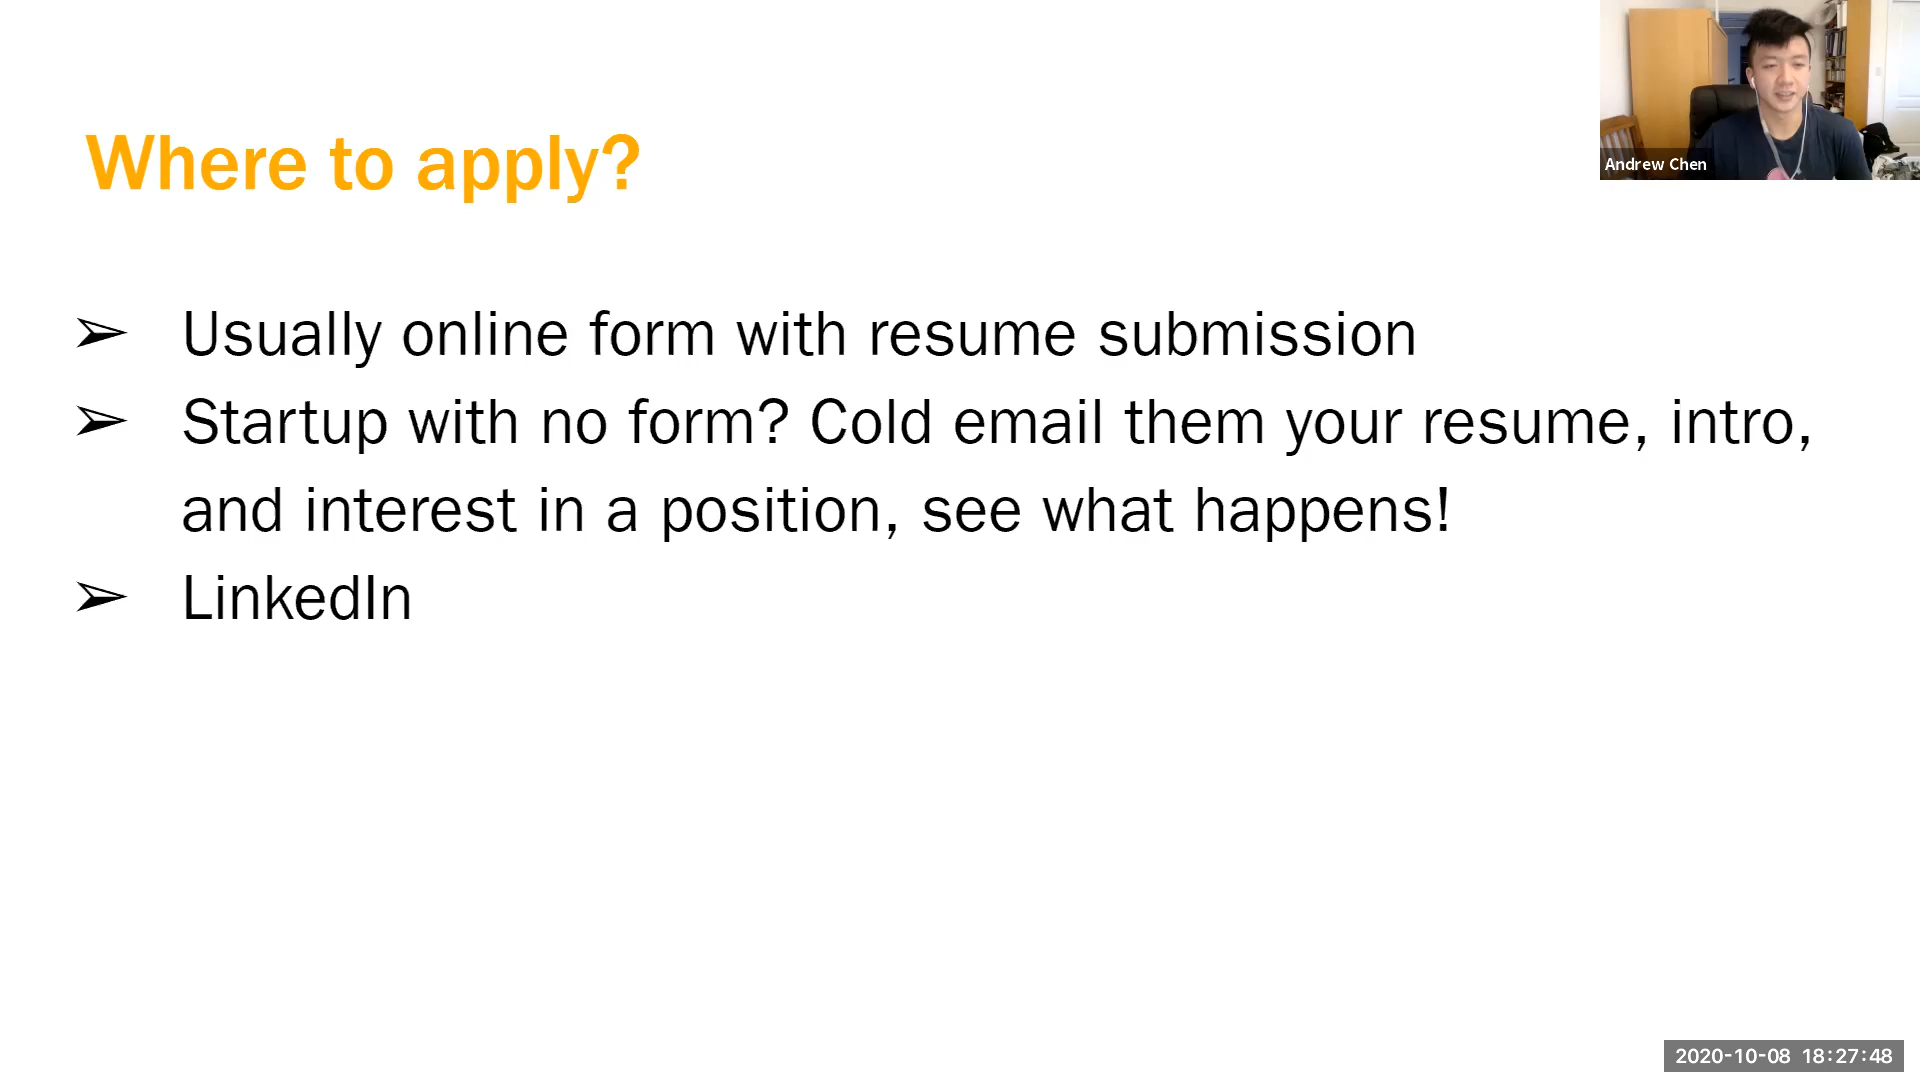 Where to apply?
Andrew Chen
➢ Usually online form with resume submission
➢ Startup with no form? Cold email them your resume, intro,
and interest in a position, see what happens!
➢ LinkedIn
2020-10-08 18:27:48